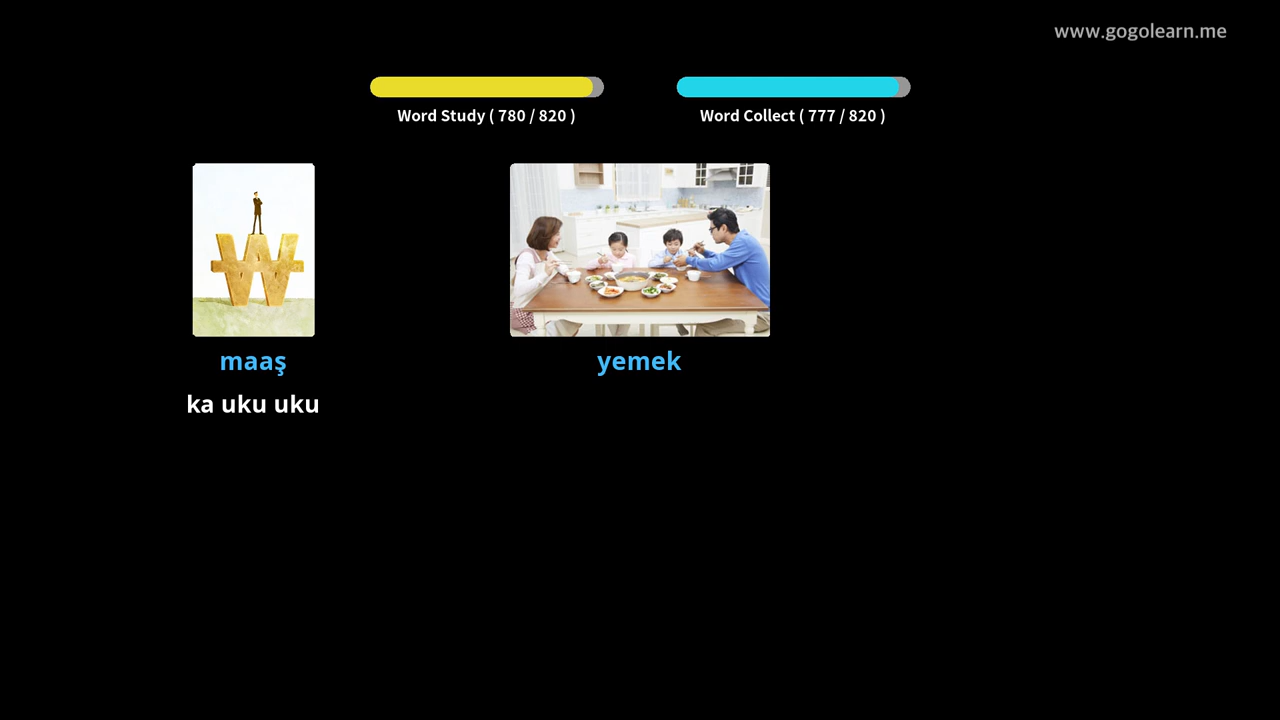 www.gogolearn.me
Word Study ( 780 / 820 )
Word Collect ( 777 / 820 )
maaş
yemek
ka uku uku